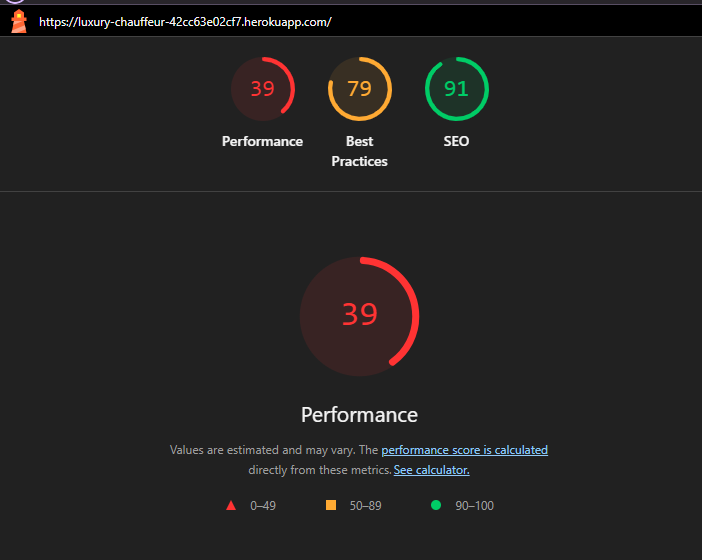 https://luxury-chauffeur-42cc63e02cf7.herokuapp.com/
39
79
91
Performance
Best
Practices
SEO
39
Performance
Values are estimated and may vary. The performance score is calculated
directly from these metrics. See calculator.
0–49
50–89
90–100